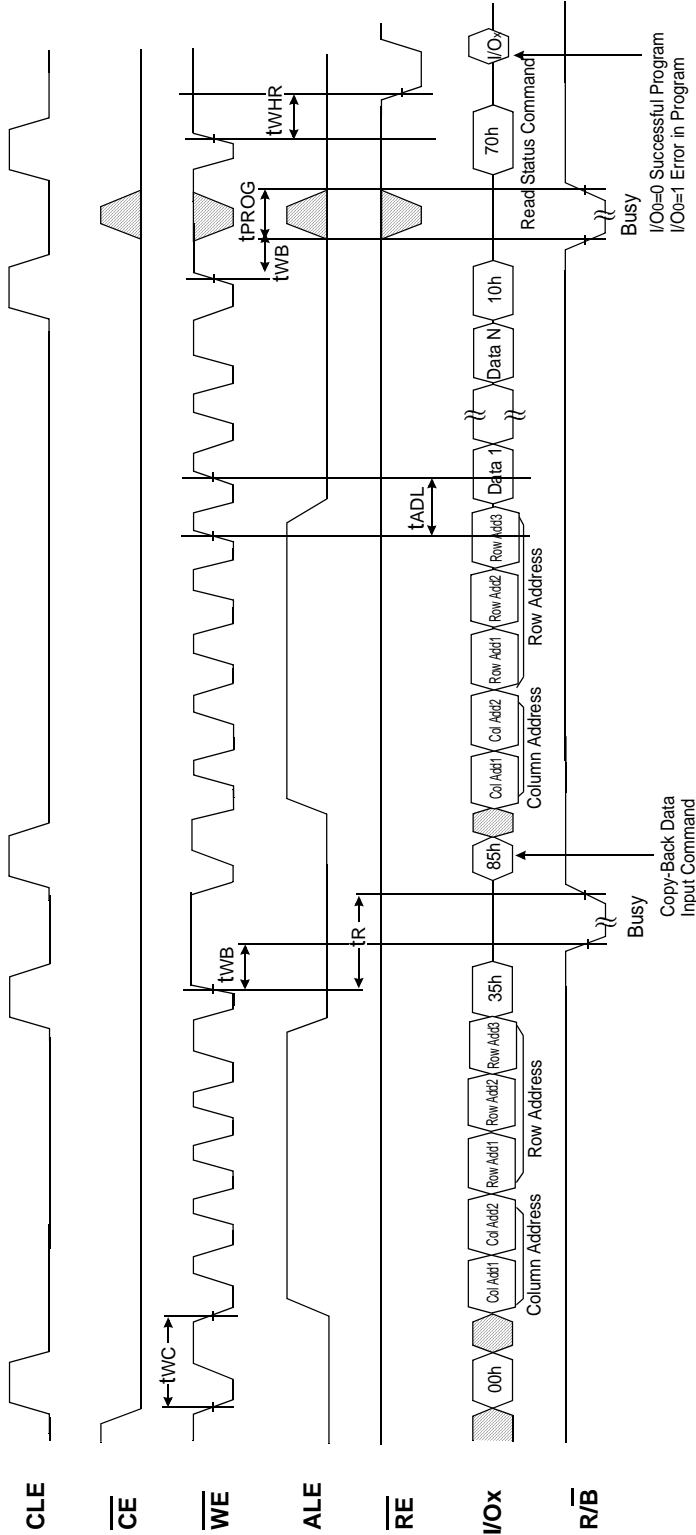 CLE
CE
WE
tWC
tWB
tR
tWB
tPROG
tWHR
ALE
tADL
RE
I/Ox
00h
Col Add1
Col Add2
Row Add1
Row Add2
Row Add3
35h
85h
Col Add1
Col Add2
Row Add1
Row Add2
Row Add3
Data 1
Data N
10h
70h
I/Ox
Column Address
Row Address
Column Address
Row Address
Read Status Command
R/B
Busy
Busy
Copy-Back Data
Input Command
I/O0=0 Successful Program
I/O0=1 Error in Program